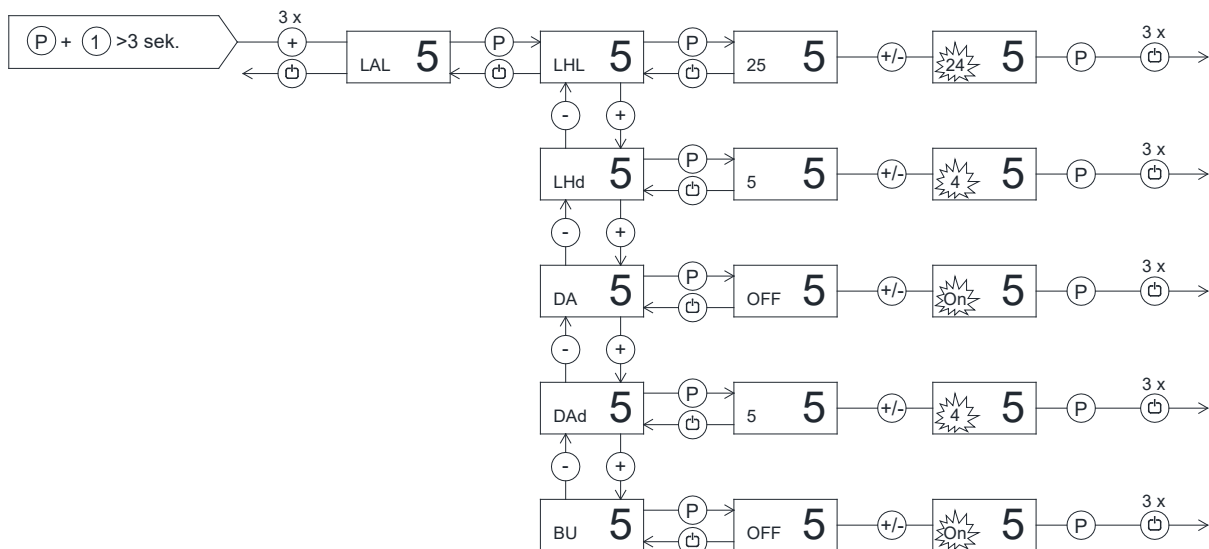 3 x
P + 1 >3 sek. + LAL 5 P LHL 5 P 25 5 +/- 24 5 P 3 x
- +
LHd 5 P 5 5 +/- 4 5 P 3 x
- +
DA 5 P OFF 5 +/- On 5 P 3 x
- +
DAd 5 P 5 5 +/- 4 5 P 3 x
- +
BU 5 P OFF 5 +/- On 5 P 3 x